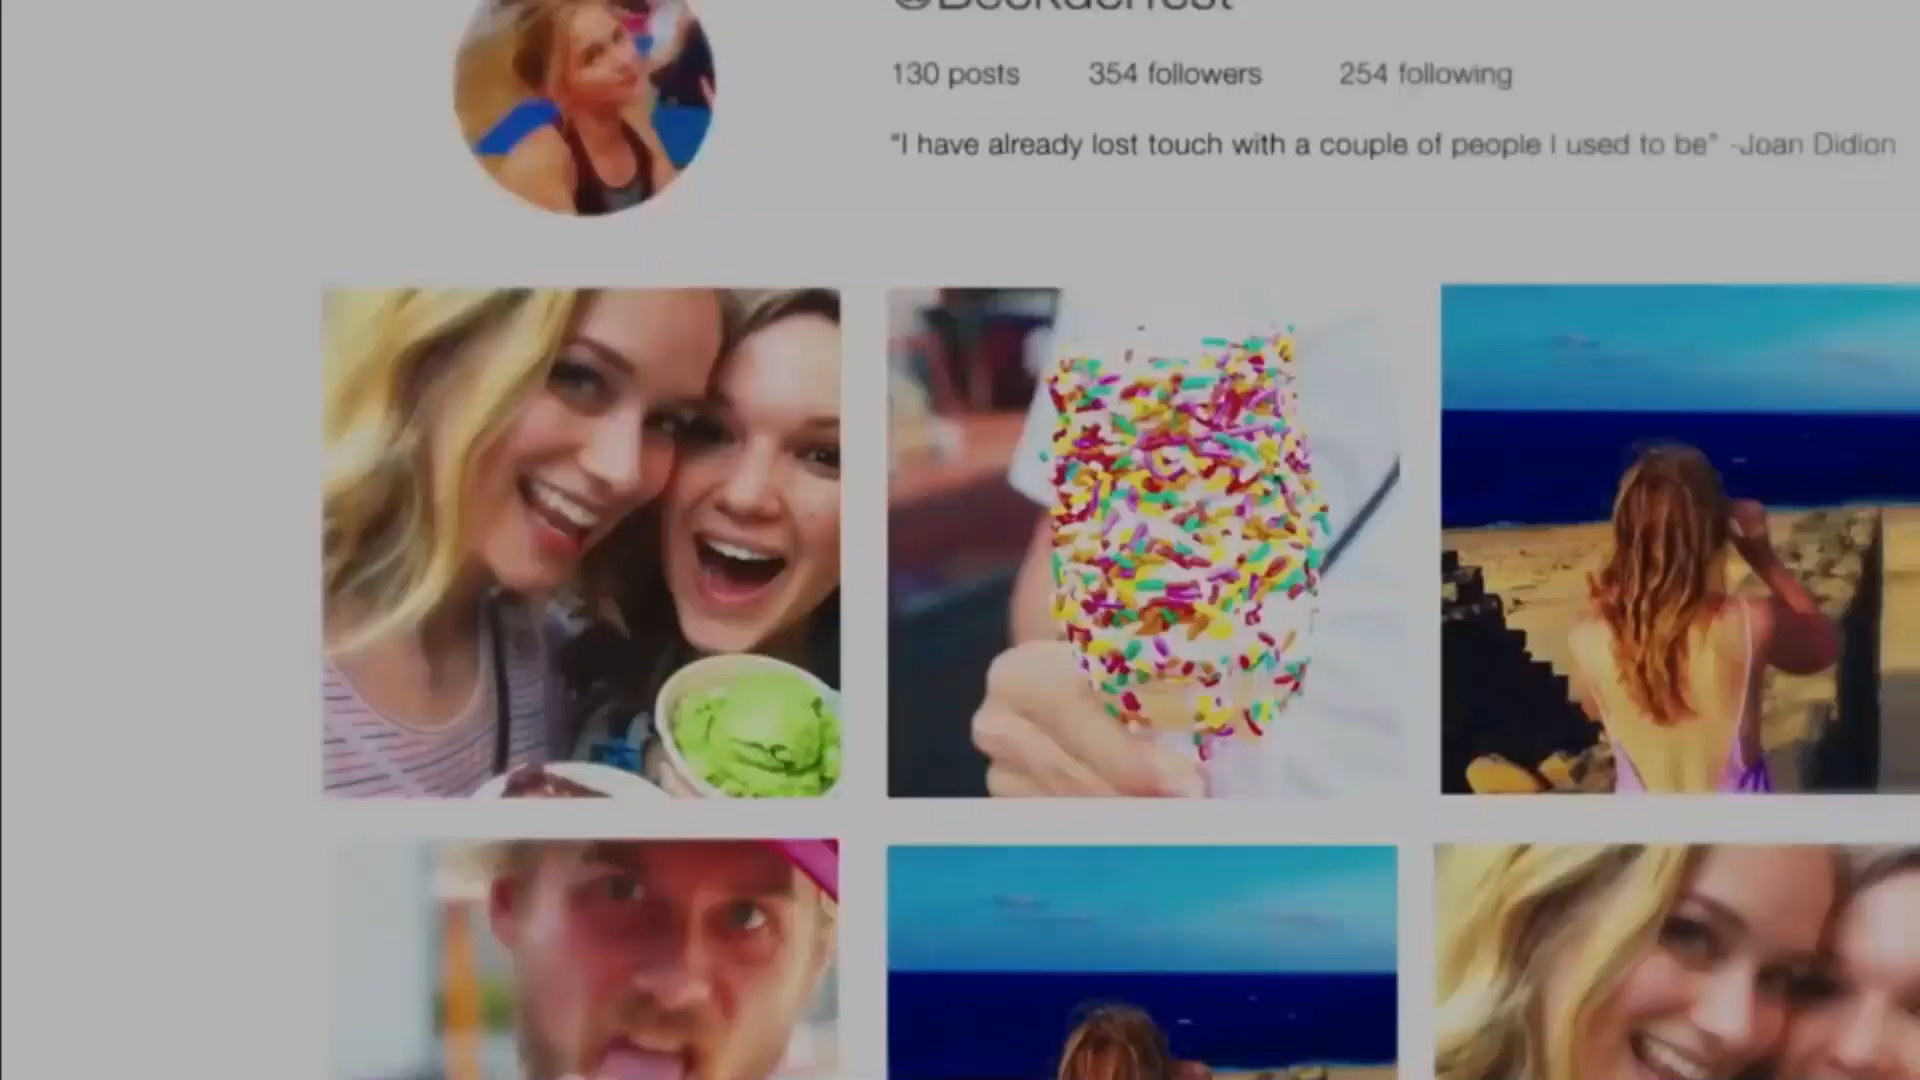 130 posts 354 followers 254 following
“I have already lost touch with a couple of people I used to be” -Joan Didion